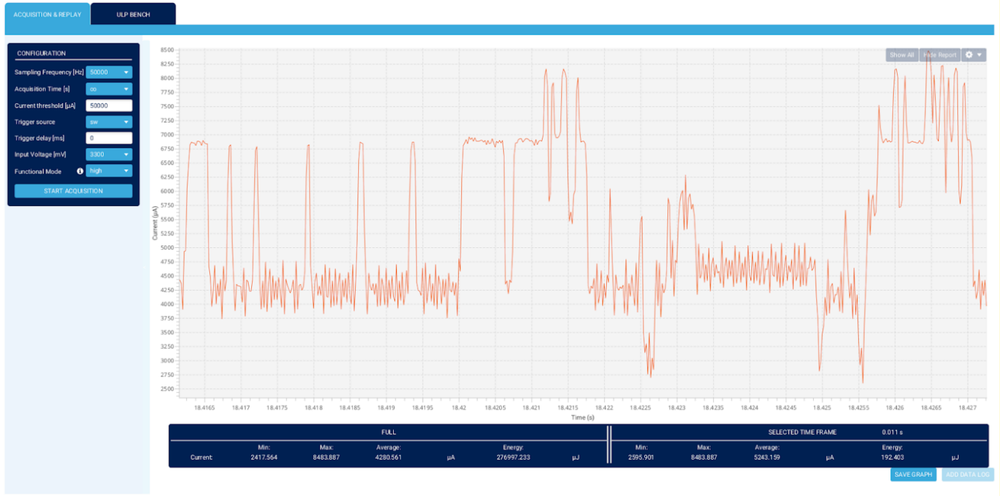 ACQUISITION & REPLAY
ULP BENCH
CONFIGURATION
Sampling Frequency [Hz] 50000
Acquisition Time [s] ∞
Current threshold [µA] 50000
Trigger source sw
Trigger delay [ms] 0
Input Voltage [mV] 3300
Functional Mode i high
START ACQUISITION
Show All
Hide Report
8500
8250
8000
7750
7500
7250
7000
6750
6500
6250
6000
5750
5500
5250
5000
4750
4500
4250
4000
3750
3500
3250
3000
2750
2500
Current (µA)
18.4165 18.417 18.4175 18.418 18.4185 18.419 18.4195 18.42 18.4205 18.421 18.4215 18.422 18.4225 18.423 18.4235 18.424 18.4245 18.425 18.4255 18.426 18.4265 18.427
Time (s)
FULL
Min: Max: Average: Energy:
Current: 2417.564 8483.887 4280.561 µA 276997.233 µJ
SELECTED TIME FRAME 0.011 s
Min: Max: Average: Energy:
2595.901 8483.887 5243.159 µA 192.403 µJ
SAVE GRAPH
ADD DATA LOG